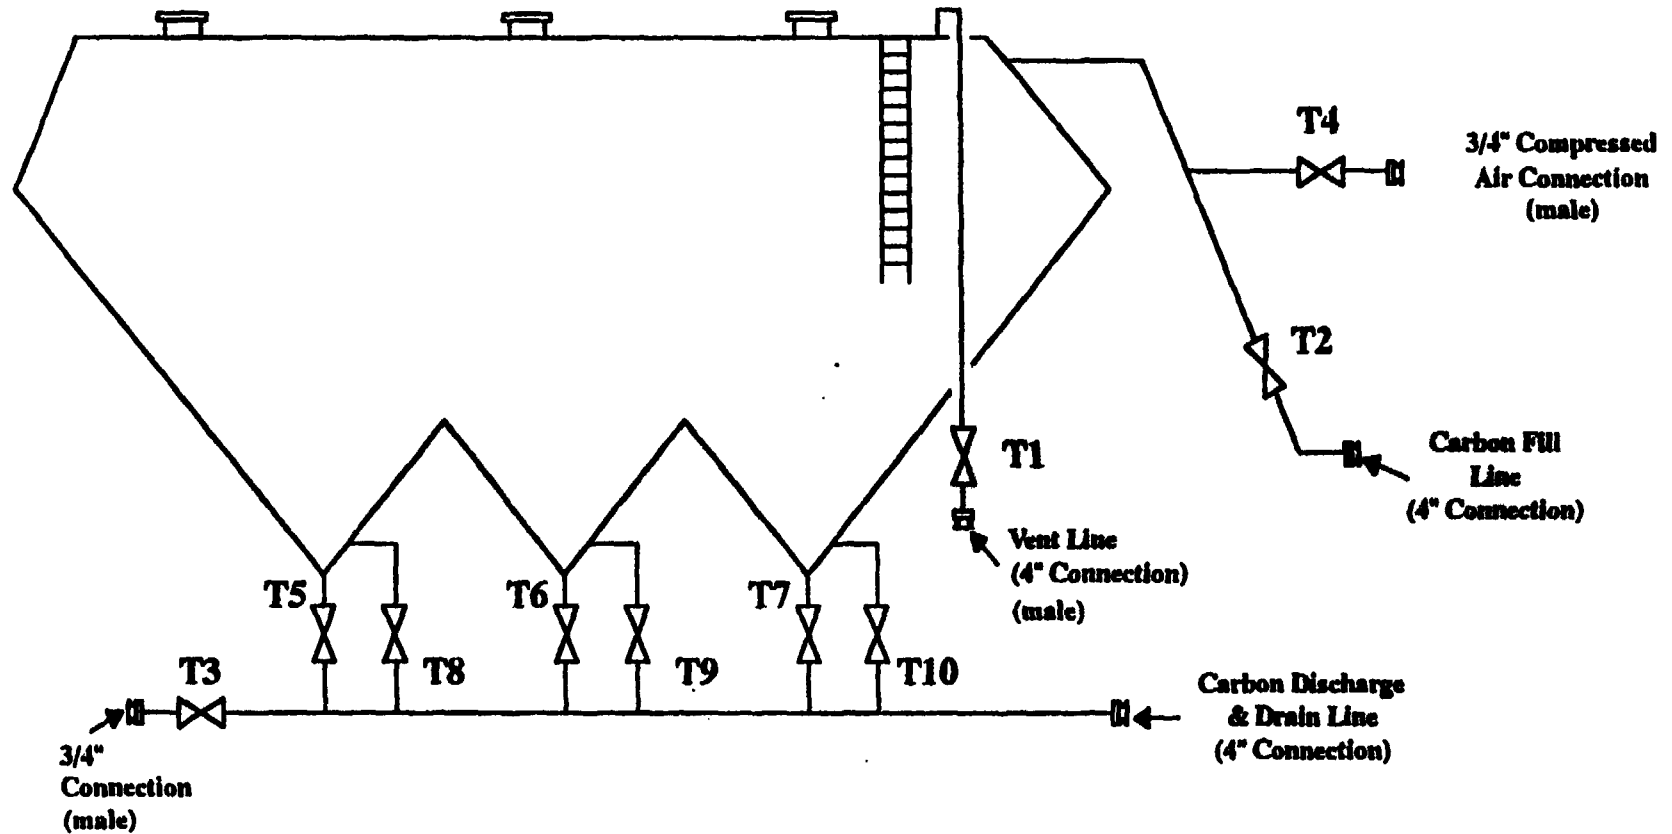 T4
3/4" Compressed
Air Connection
(male)
T2
Carbon Fill
Line
(4" Connection)
T1
Vent Line
(4" Connection)
(male)
T5
T6
T7
T3
T8
T9
T10
Carbon Discharge
& Drain Line
(4" Connection)
3/4"
Connection
(male)